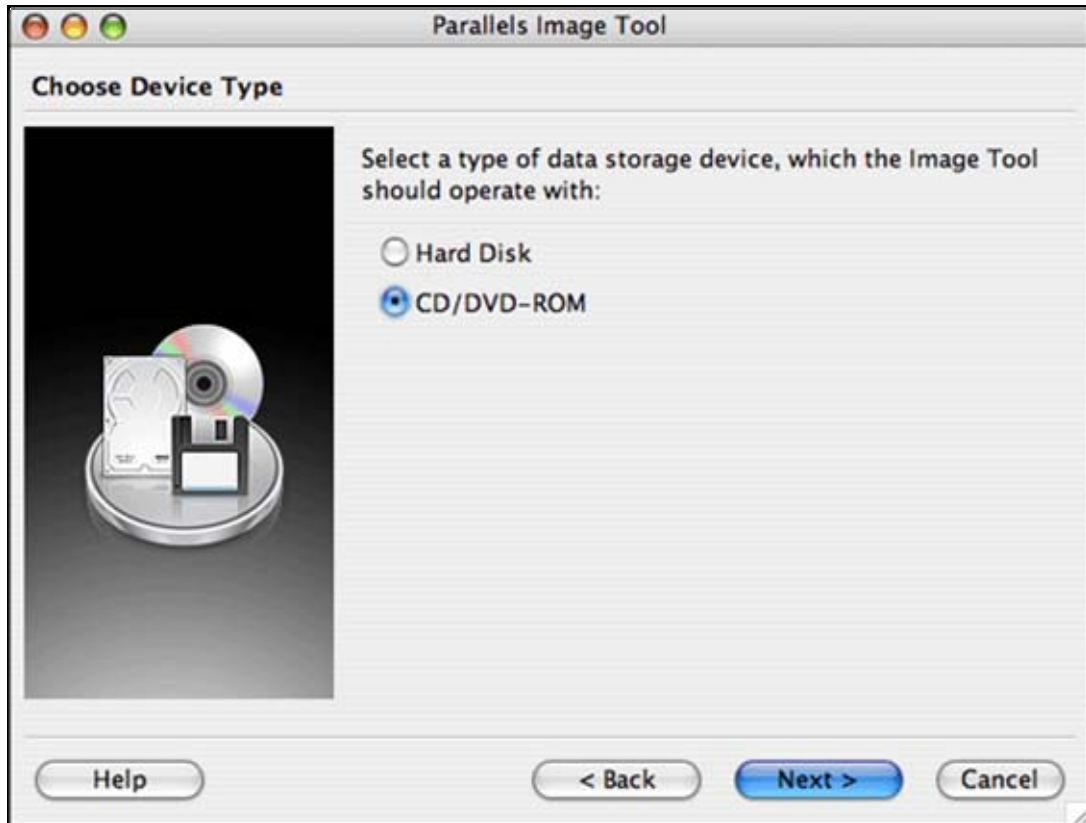 Parallels Image Tool
Choose Device Type
Select a type of data storage device, which the Image Tool
should operate with:
Hard Disk
CD/DVD-ROM
Help
< Back
Next >
Cancel